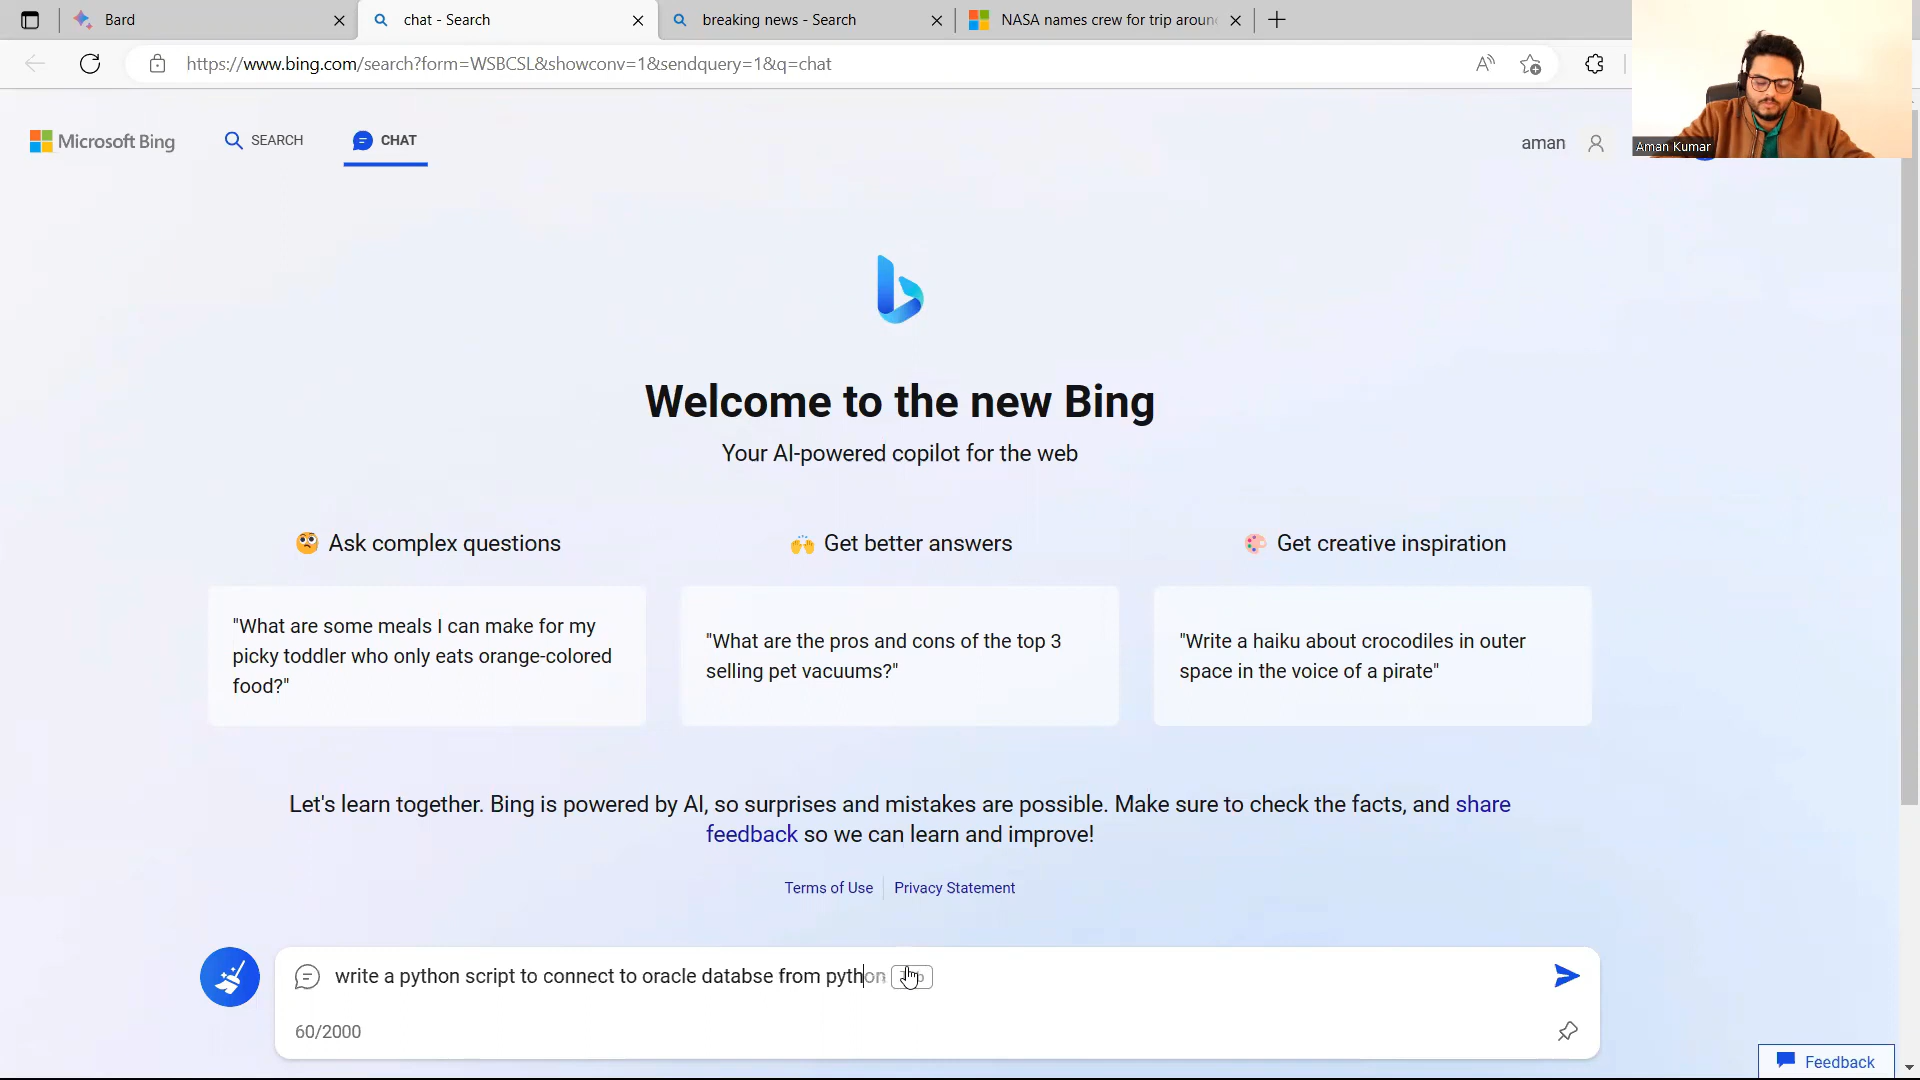 Bard
chat - Search
breaking news - Search
NASA names crew for trip aroun
https://www.bing.com/search?form=WSBCSL&showconv=1&sendquery=1&q=chat
Microsoft Bing
SEARCH
CHAT
aman
Aman Kumar
Welcome to the new Bing
Your AI-powered copilot for the web
Ask complex questions
"What are some meals I can make for my
picky toddler who only eats orange-colored
food?"
Get better answers
"What are the pros and cons of the top 3
selling pet vacuums?"
Get creative inspiration
"Write a haiku about crocodiles in outer
space in the voice of a pirate"
Let's learn together. Bing is powered by AI, so surprises and mistakes are possible. Make sure to check the facts, and share
feedback so we can learn and improve!
Terms of Use
Privacy Statement
write a python script to connect to oracle databse from python
60/2000
Feedback